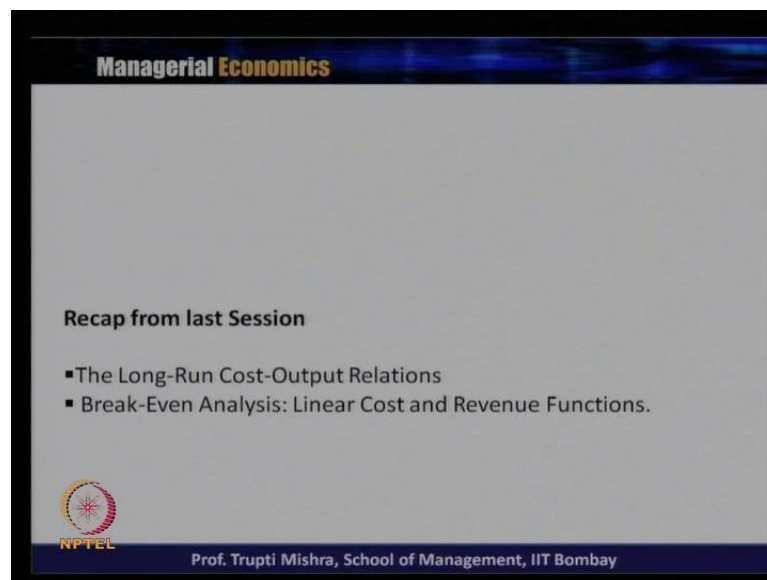 Managerial Economics
Recap from last Session
▪The Long-Run Cost-Output Relations
▪ Break-Even Analysis: Linear Cost and Revenue Functions.
NPTEL
Prof. Trupti Mishra, School of Management, IIT Bombay